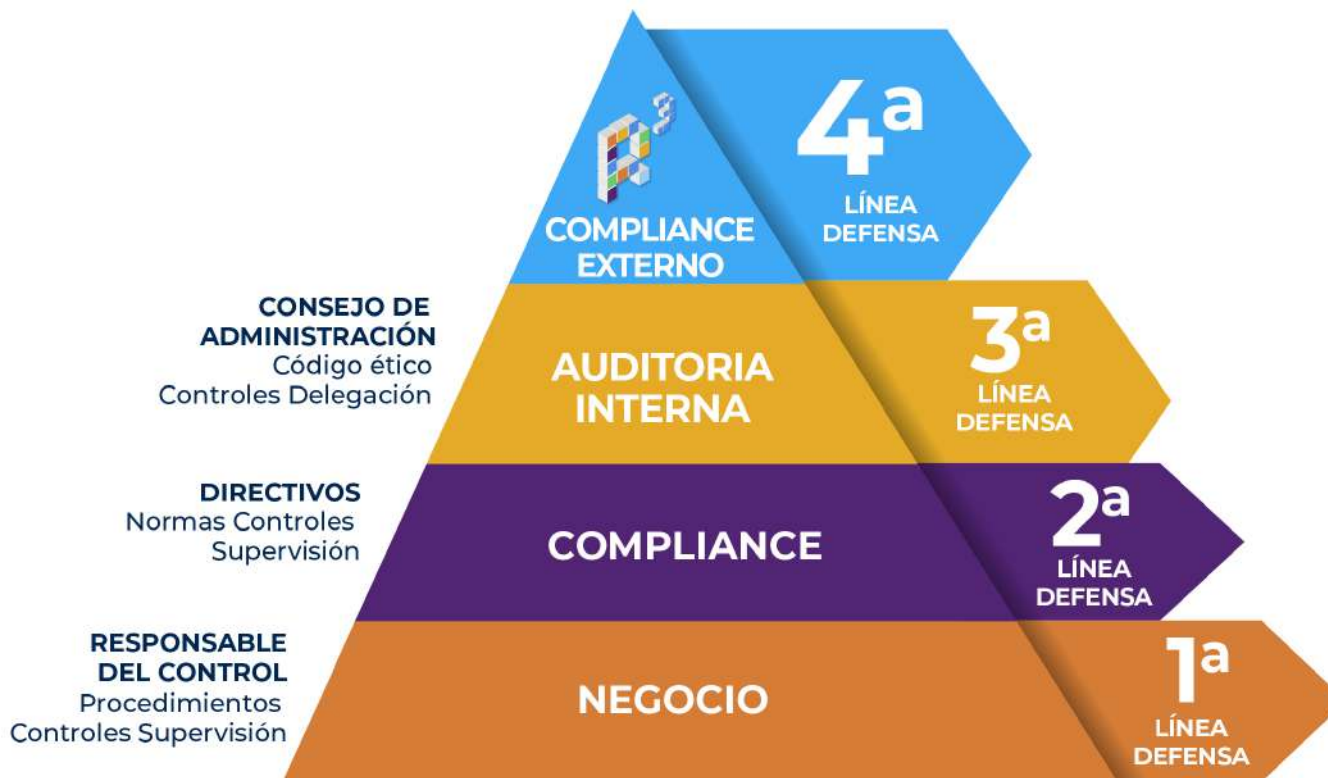 R3
COMPLIANCE
EXTERNO
4ª
LÍNEA
DEFENSA
CONSEJO DE
ADMINISTRACIÓN
Código ético
Controles Delegación
AUDITORIA
INTERNA
3ª
LÍNEA
DEFENSA
DIRECTIVOS
Normas Controles
Supervisión
COMPLIANCE
2ª
LÍNEA
DEFENSA
RESPONSABLE
DEL CONTROL
Procedimientos
Controles Supervisión
NEGOCIO
1ª
LÍNEA
DEFENSA